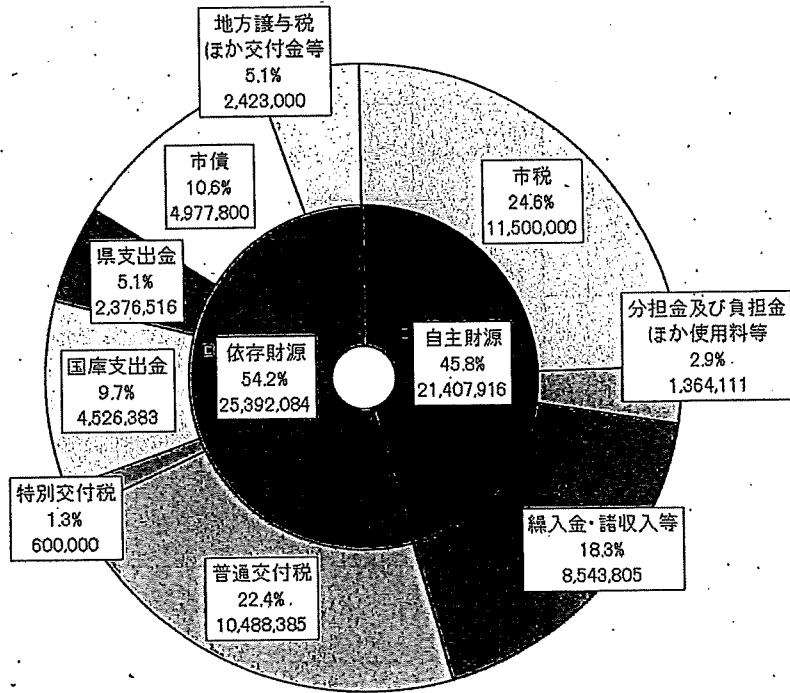 地方譲与税
ほか交付金等
5.1%
2,423,000
市債
10.6%
4,977,800
市税
24.6%
11,500,000
県支出金
5.1%
2,376,516
分担金及び負担金
ほか使用料等
2.9%
1,364,111
国庫支出金
9.7%
4,526,383
依存財源
54.2%
25,392,084
自主財源
45.8%
21,407,916
特別交付税
1.3%
600,000
普通交付税
22.4%
10,488,385
繰入金・諸収入等
18.3%
8,543,805